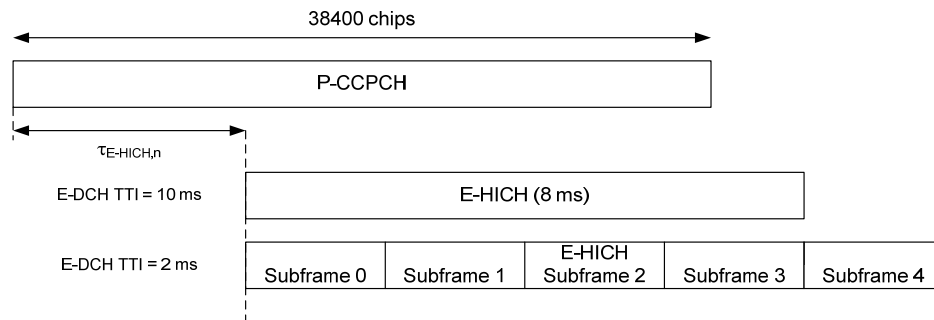 38400 chips
P-CCPCH
τE-HICH,n
E-DCH TTI = 10 ms
E-HICH (8 ms)
E-DCH TTI = 2 ms
Subframe 0
Subframe 1
E-HICH
Subframe 2
Subframe 3
Subframe 4